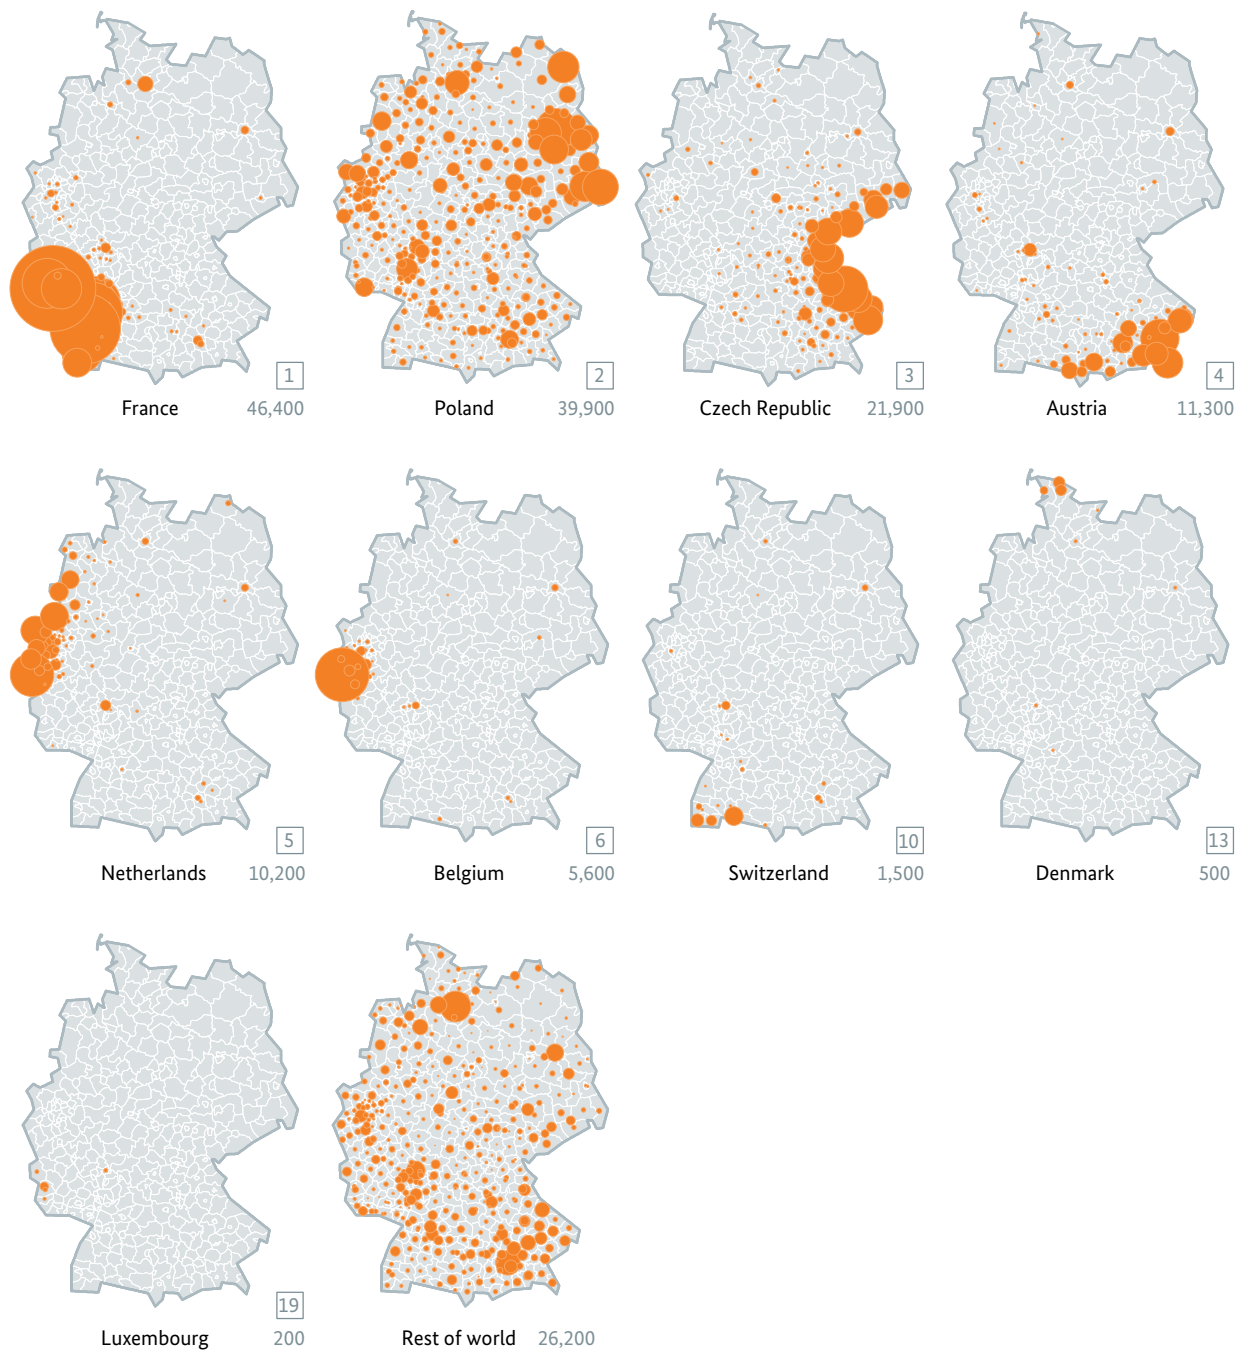 1
France 46,400
2
Poland 39,900
3
Czech Republic 21,900
4
Austria 11,300
5
Netherlands 10,200
6
Belgium 5,600
10
Switzerland 1,500
13
Denmark 500
19
Luxembourg 200
Rest of world 26,200